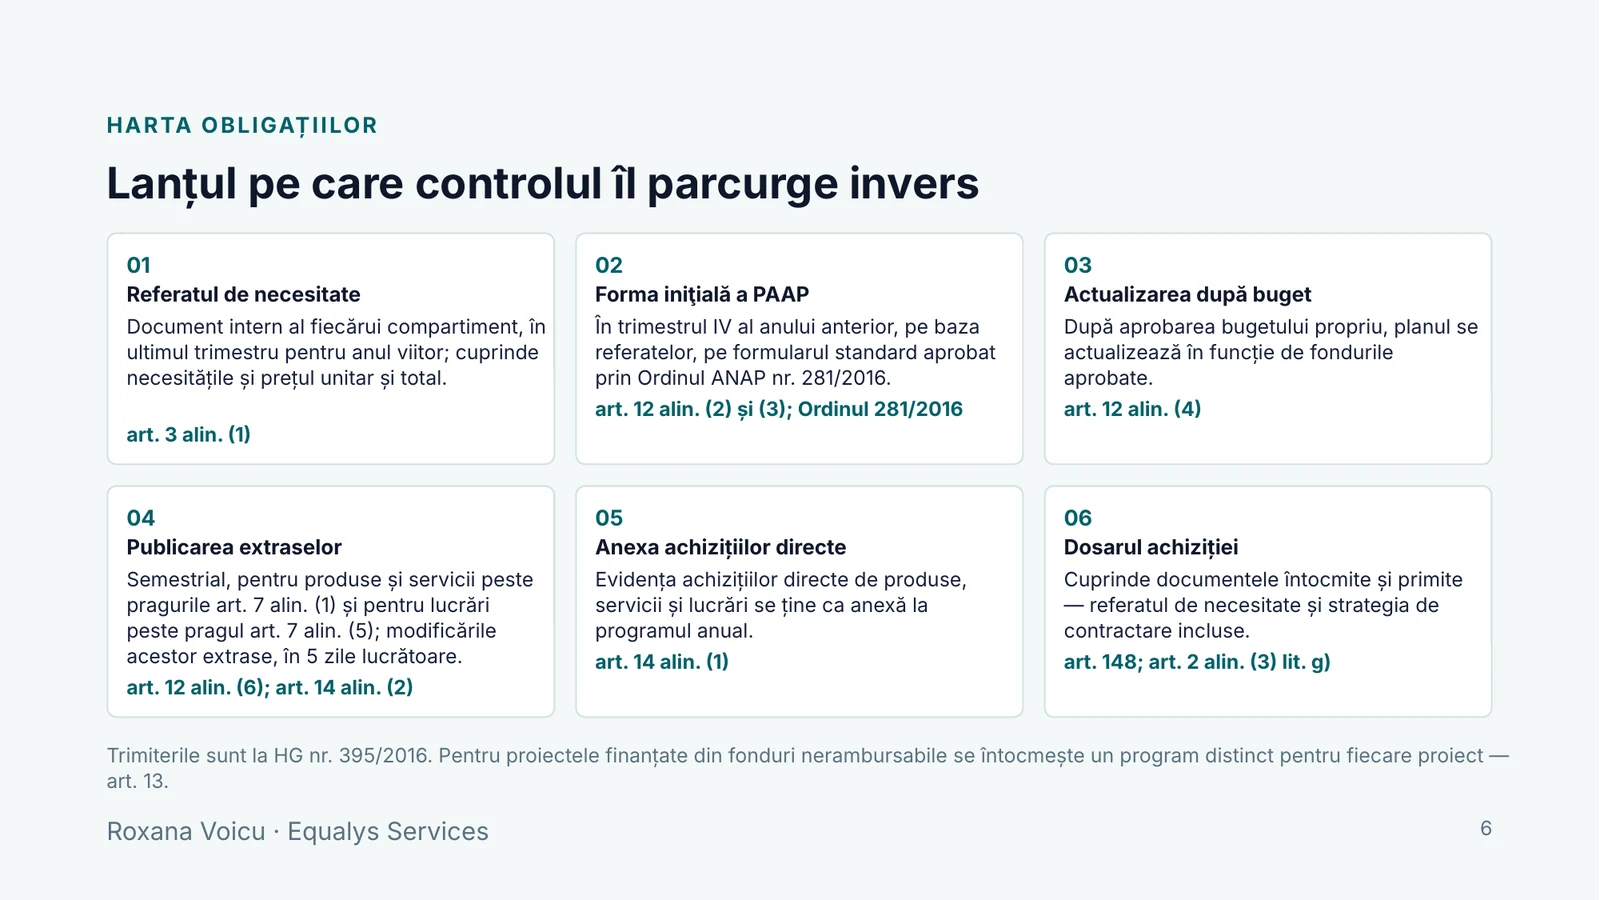 HARTA OBLIGAȚIILOR
Lanțul pe care controlul îl parcurge invers
01
Referatul de necesitate
Document intern al fiecărui compartiment, în
ultimul trimestru pentru anul viitor; cuprinde
necesitățile și prețul unitar și total.
art. 3 alin. (1)
02
Forma iniţială a PAAP
În trimestrul IV al anului anterior, pe baza
referatelor, pe formularul standard aprobat
prin Ordinul ANAP nr. 281/2016.
art. 12 alin. (2) și (3); Ordinul 281/2016
03
Actualizarea după buget
După aprobarea bugetului propriu, planul se
actualizează în funcție de fondurile
aprobate.
art. 12 alin. (4)
04
Publicarea extraselor
Semestrial, pentru produse și servicii peste
pragurile art. 7 alin. (1) și pentru lucrări
peste pragul art. 7 alin. (5); modificările
acestor extrase, în 5 zile lucrătoare.
art. 12 alin. (6); art. 14 alin. (2)
05
Anexa achizițiilor directe
Evidența achizițiilor directe de produse,
servicii și lucrări se ține ca anexă la
programul anual.
art. 14 alin. (1)
06
Dosarul achiziției
Cuprinde documentele întocmite și primite
— referatul de necesitate și strategia de
contractare incluse.
art. 148; art. 2 alin. (3) lit. g)
Trimiterile sunt la HG nr. 395/2016. Pentru proiectele finanțate din fonduri nerambursabile se întocmește un program distinct pentru fiecare proiect —
art. 13.
Roxana Voicu · Equalys Services
6